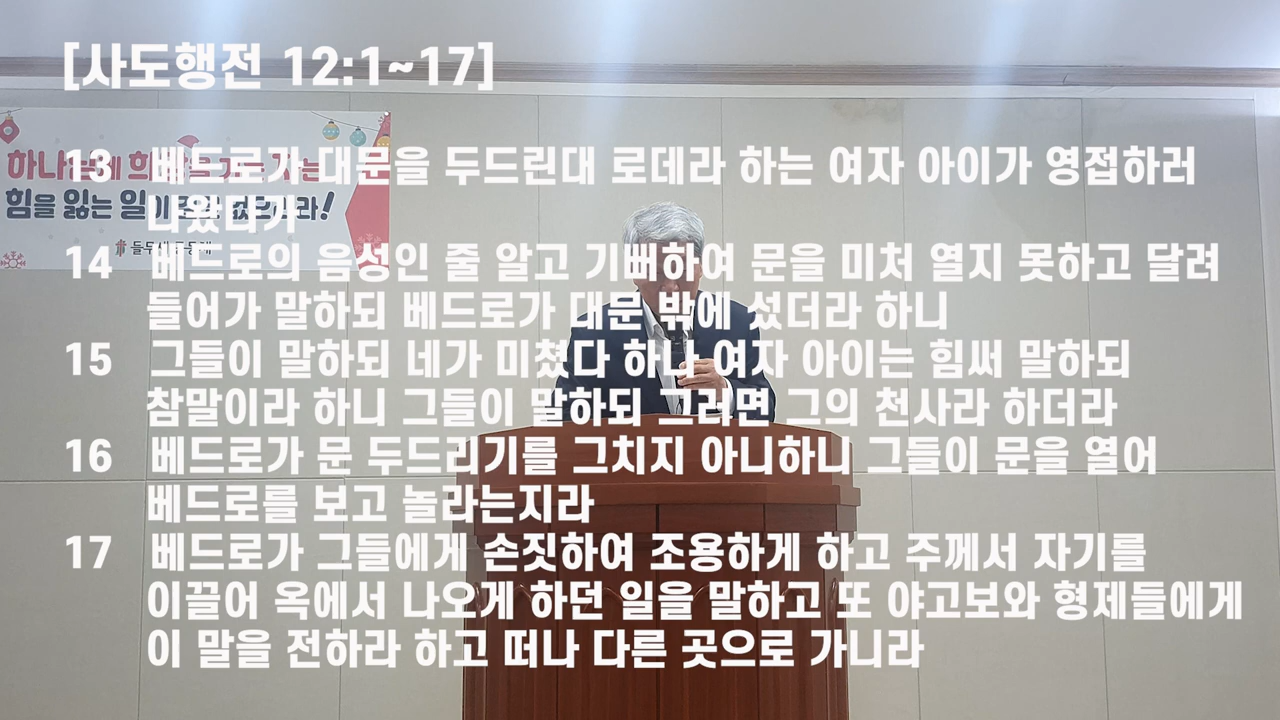 [사도행전 12:1~17]
13 베드로가 대문을 두드린대 로데라 하는 여자 아이가 영접하러
나왔다가
14 베드로의 음성인 줄 알고 기뻐하여 문을 미처 열지 못하고 달려
들어가 말하되 베드로가 대문 밖에 섰더라 하니
15 그들이 말하되 네가 미쳤다 하나 여자 아이는 힘써 말하되
참말이라 하니 그들이 말하되 그러면 그의 천사라 하더라
16 베드로가 문 두드리기를 그치지 아니하니 그들이 문을 열어
베드로를 보고 놀라는지라
17 베드로가 그들에게 손짓하여 조용하게 하고 주께서 자기를
이끌어 옥에서 나오게 하던 일을 말하고 또 야고보와 형제들에게
이 말을 전하라 하고 떠나 다른 곳으로 가니라
힘을 잃는